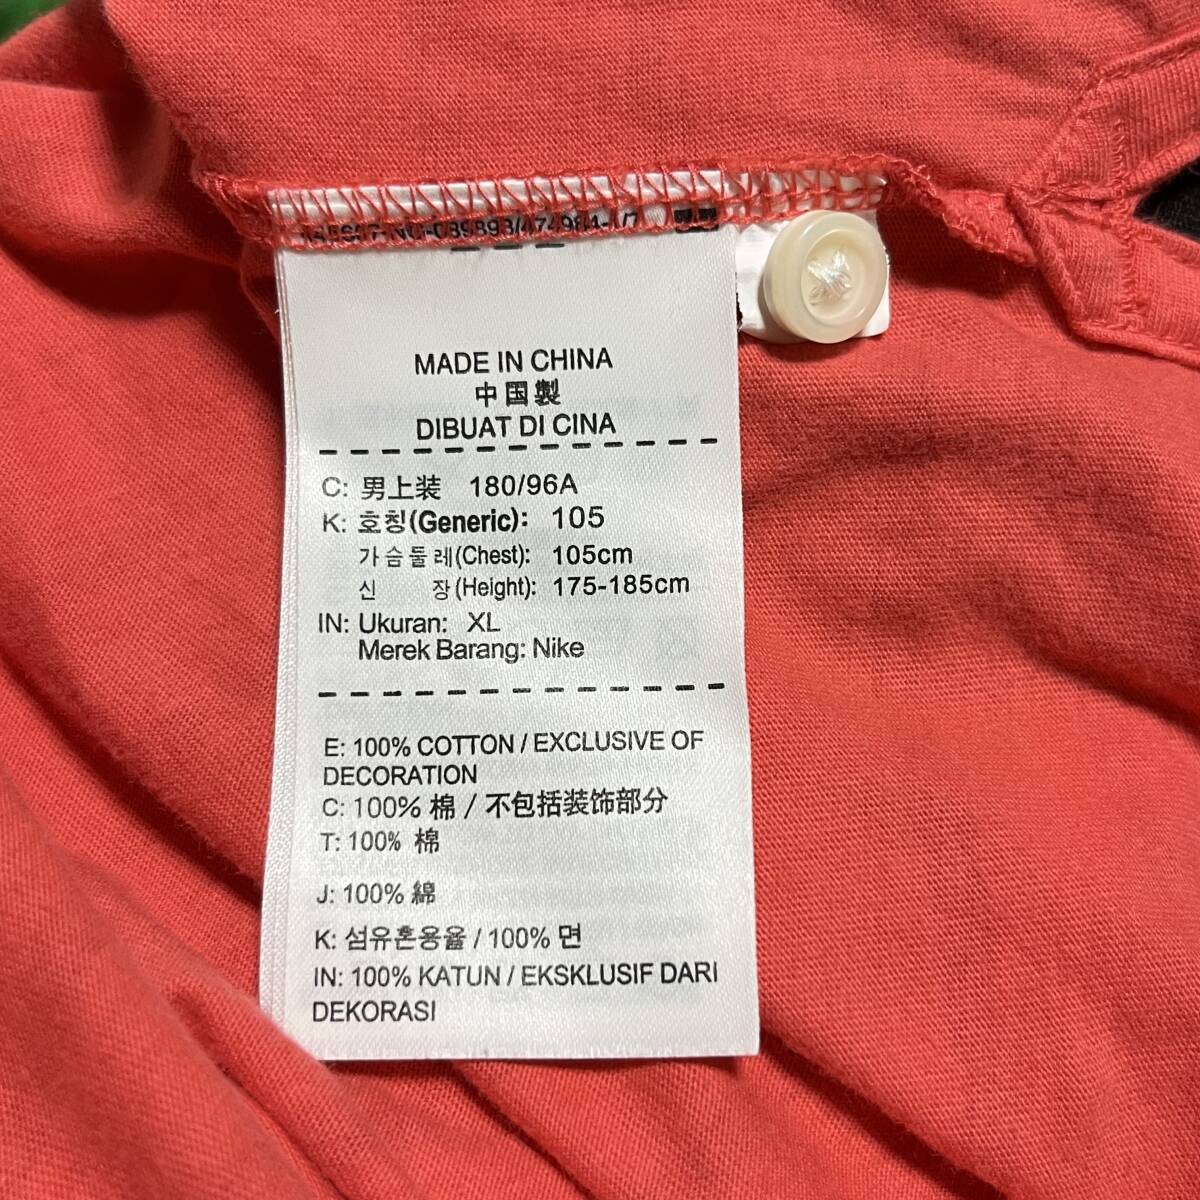 MADE IN CHINA
中国製
DIBUAT DI CINA
C: 男上装 180/96A
K: 호칭(Generic): 105
가슴둘레(Chest): 105cm
신 장(Height): 175-185cm
IN: Ukuran: XL
Merek Barang: Nike
E: 100% COTTON / EXCLUSIVE OF
DECORATION
C: 100% 棉 / 不包括装饰部分
T: 100% 棉
J: 100% 綿
K: 섬유혼용율 / 100% 면
IN: 100% KATUN / EKSKLUSIF DARI
DEKORASI